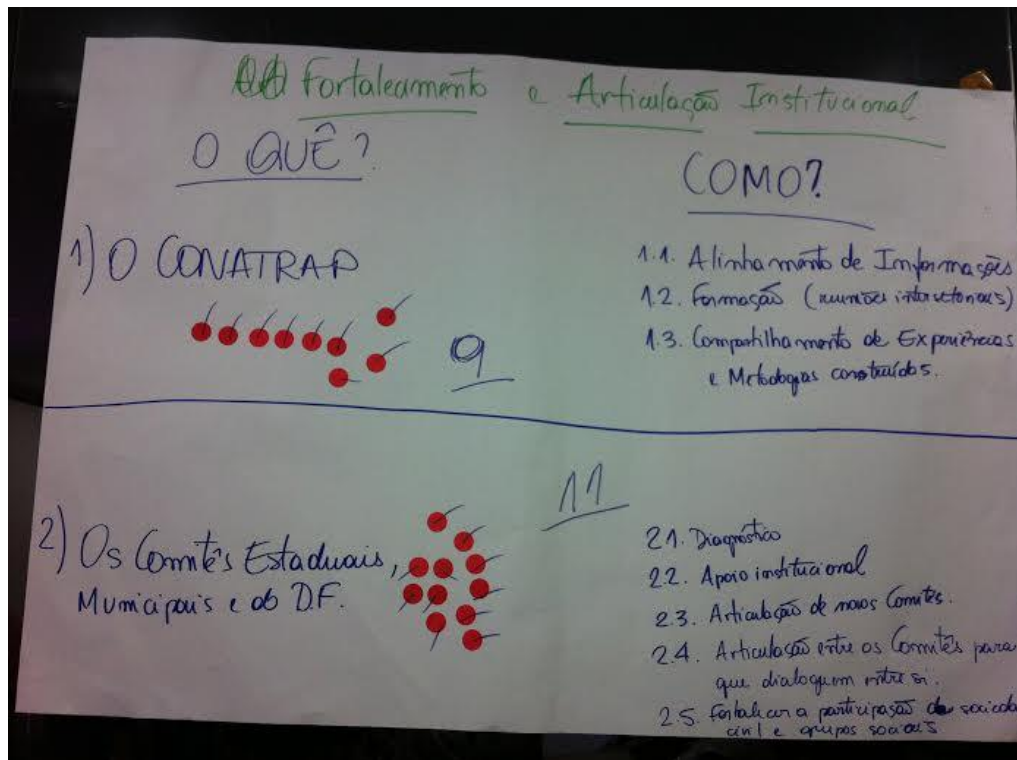 Fortalecimento e Articulação Institucional
O QUÊ?
COMO?
1) O CONATRAP
9
1.1. Alinhamento de Informações
1.2. Formação (reuniões intersetoriais)
1.3. Compartilhamento de Experiências
e Metodogias construídas.
2) Os Comitês Estaduais,
Municipais e do D.F.
11
2.1. Diagnóstico
2.2. Apoio institucional
2.3. Articulação de novos Comitês.
2.4. Articulação entre os Comitês para
que dialoguem entre si.
2.5. Fortalecer a participação da socieda
civil e grupos sociais